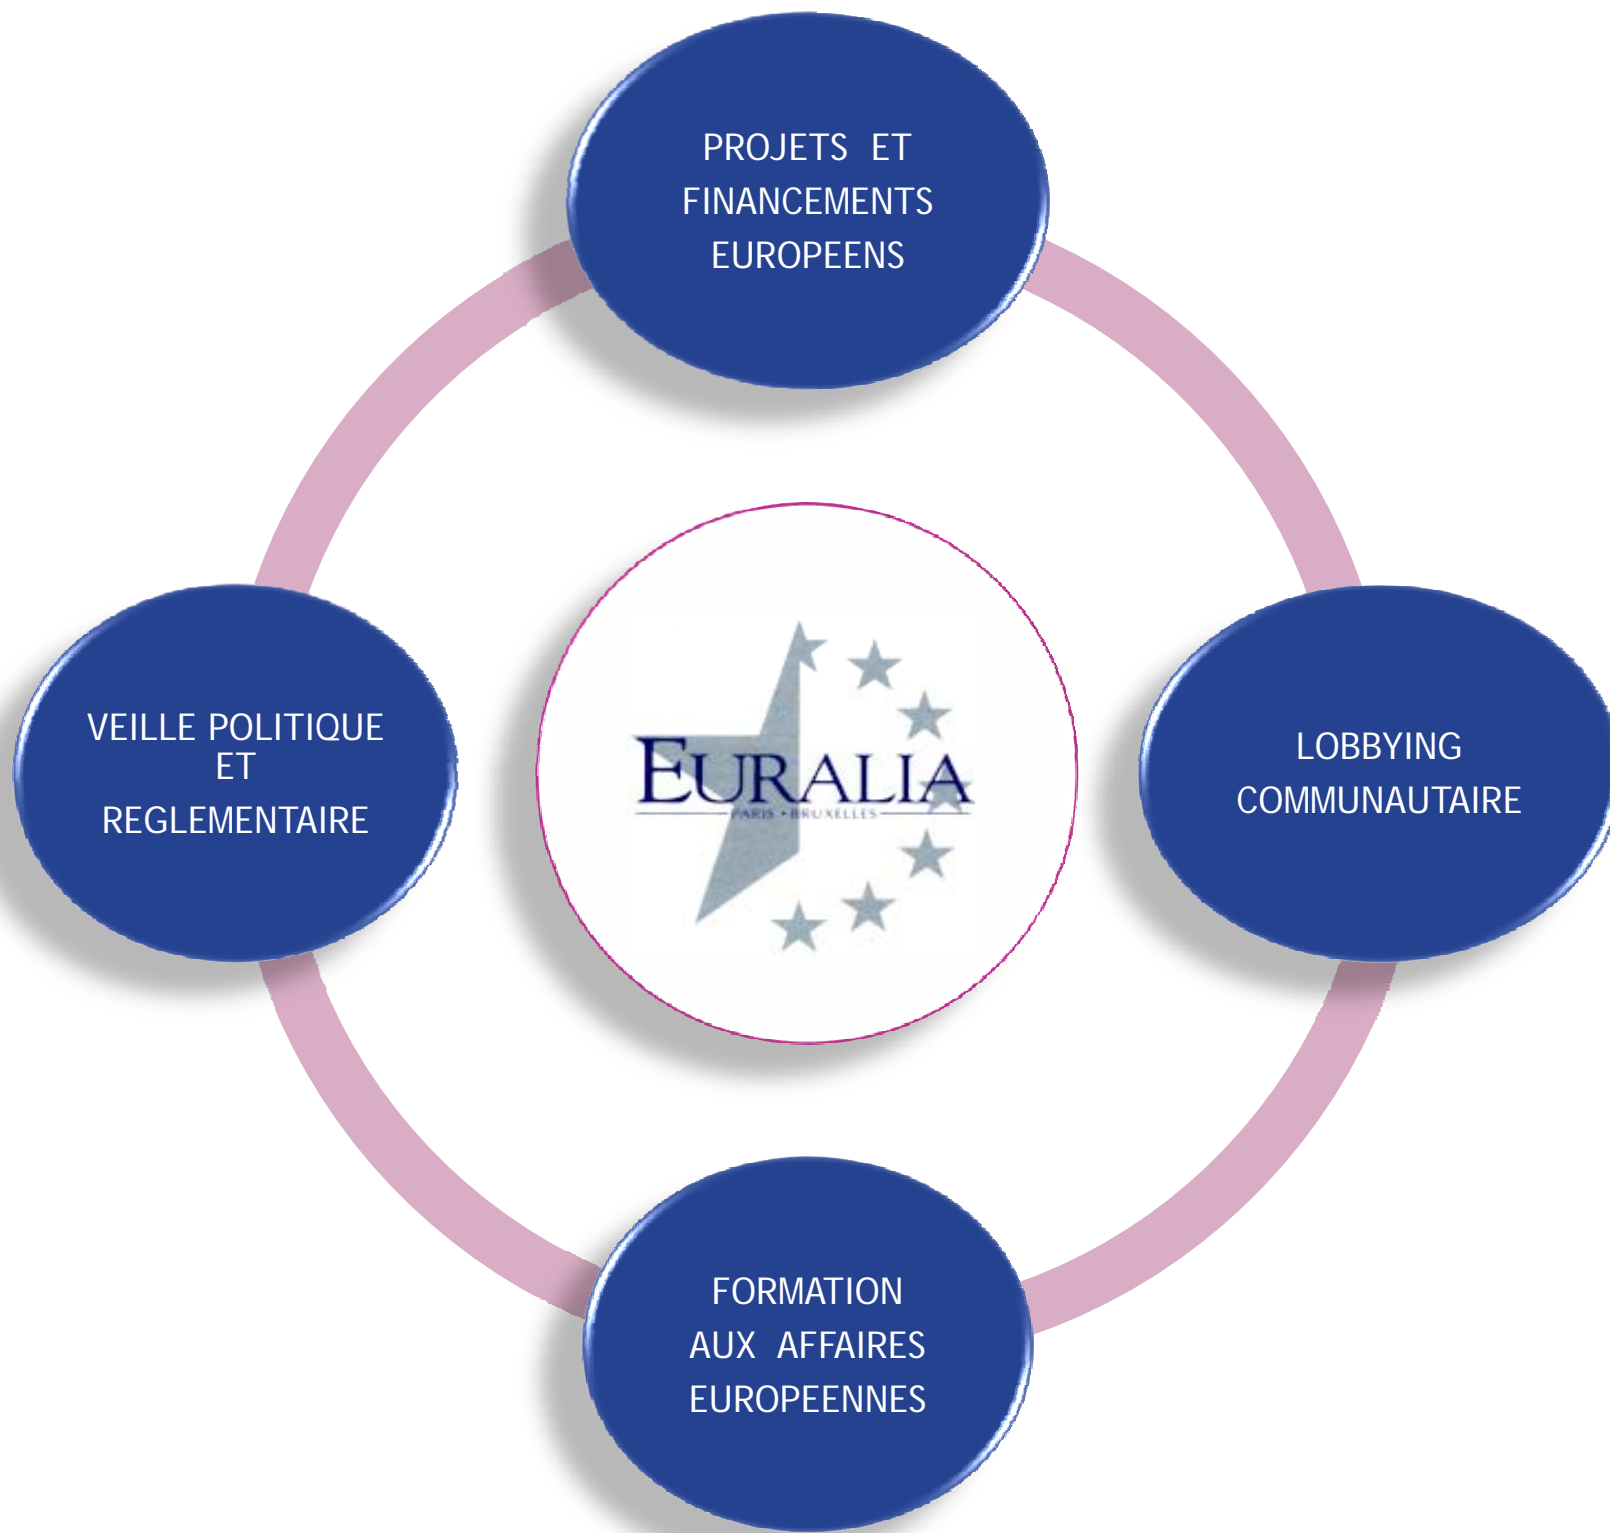 PROJETS ET
FINANCEMENTS
EUROPEENS
VEILLE POLITIQUE
ET
REGLEMENTAIRE
EURALIA
PARIS • BRUXELLES
LOBBYING
COMMUNAUTAIRE
FORMATION
AUX AFFAIRES
EUROPEENNES